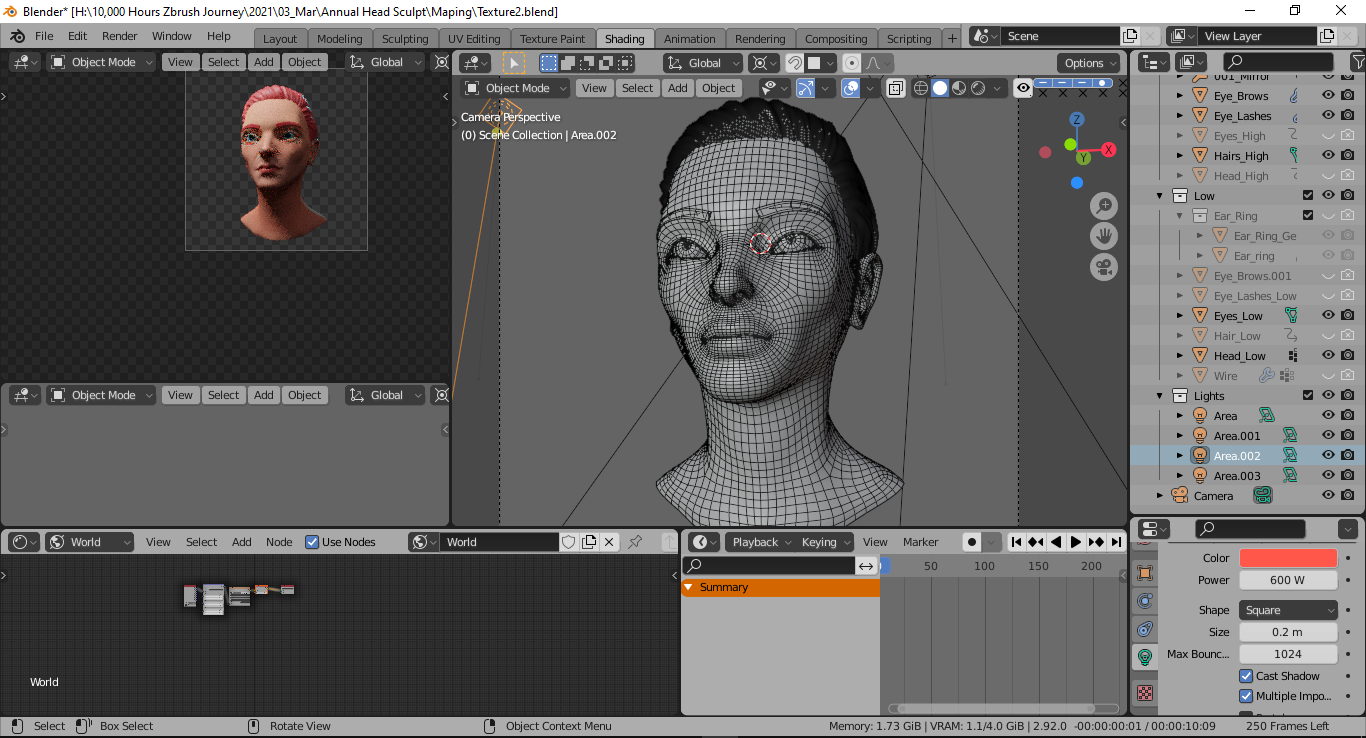 Blender* [H:\10,000 Hours Zbrush Journey\2021\03_Mar\Annual Head Sculpt\Maping\Texture2.blend]
File Edit Render Window Help Layout Modeling Sculpting UV Editing Texture Paint Shading Animation Rendering Compositing Scripting + Scene View Layer
Object Mode View Select Add Object Global
Global Options
Object Mode View Select Add Object
Camera Perspective
(0) Scene Collection | Area.002
Z
X
Y
001_Mirror
Eye_Brows
Eye_Lashes
Eyes_High
Hairs_High
Head_High
Low
Ear_Ring
Ear_Ring_Ge
Ear_ring
Eye_Brows.001
Eye_Lashes_Low
Eyes_Low
Hair_Low
Head_Low
Wire
Lights
Area
Area.001
Area.002
Area.003
Camera
Object Mode View Select Add Object Global
World View Select Add Node Use Nodes World
World
Playback Keying View Marker
50 100 150 200
Summary
Color
Power 600 W
Shape Square
Size 0.2 m
Max Bounc... 1024
Cast Shadow
Multiple Impo...
Select Box Select Rotate View Object Context Menu Memory: 1.73 GiB | VRAM: 1.1/4.0 GiB | 2.92.0 -00:00:00:01 / 00:00:10:09 250 Frames Left